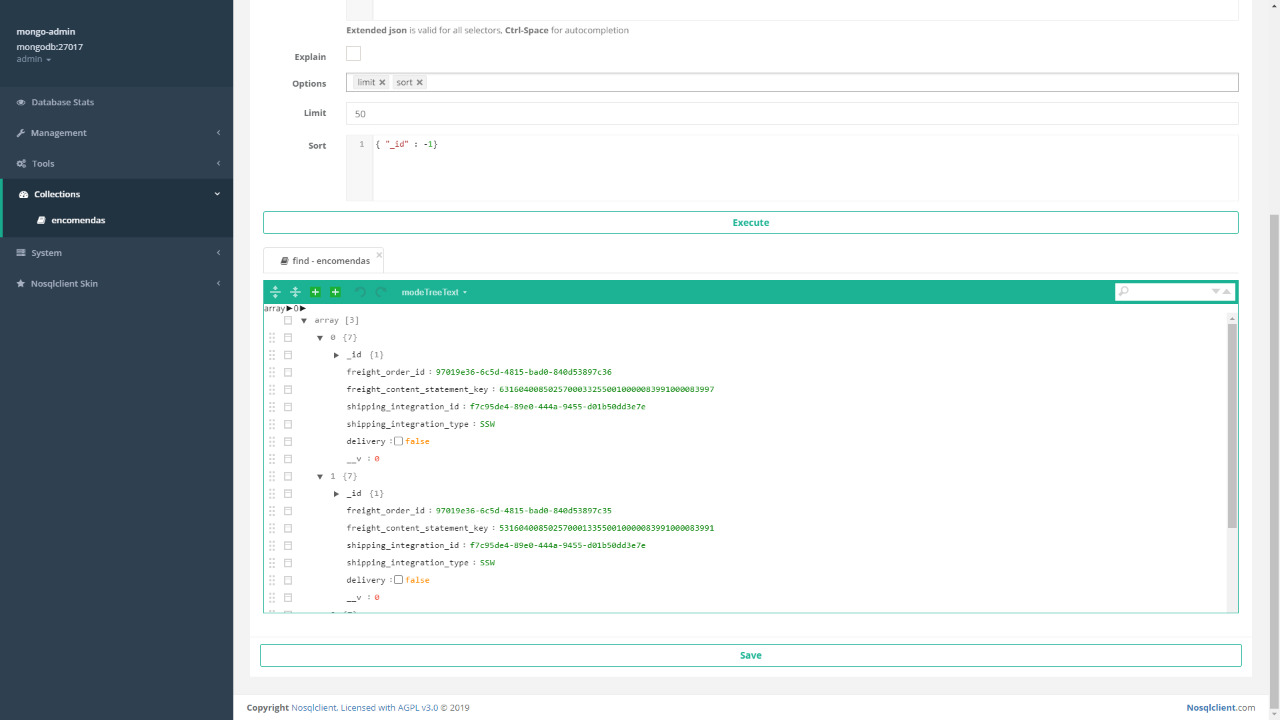 mongo-admin
mongodb:27017
admin
Database Stats
Management
Tools
Collections
encomendas
System
Nosqlclient Skin
Extended json is valid for all selectors, Ctrl-Space for autocompletion
Explain
Options
limit × sort ×
Limit
50
Sort
1 { "_id" : -1}
Execute
find - encomendas ×
modeTreeText
array►0►
array [3]
0 {7}
_id {1}
freight_order_id : 97019e36-6c5d-4815-bad0-840d53897c36
freight_content_statement_key : 63160400850257000332550010000083991000083997
shipping_integration_id : f7c95de4-89e0-444a-9455-d01b50dd3e7e
shipping_integration_type : SSW
delivery : false
__v : 0
1 {7}
_id {1}
freight_order_id : 97019e36-6c5d-4815-bad0-840d53897c35
freight_content_statement_key : 53160400850257000133550010000083991000083991
shipping_integration_id : f7c95de4-89e0-444a-9455-d01b50dd3e7e
shipping_integration_type : SSW
delivery : false
__v : 0
Save
Copyright Nosqlclient. Licensed with AGPL v3.0 © 2019
Nosqlclient.com